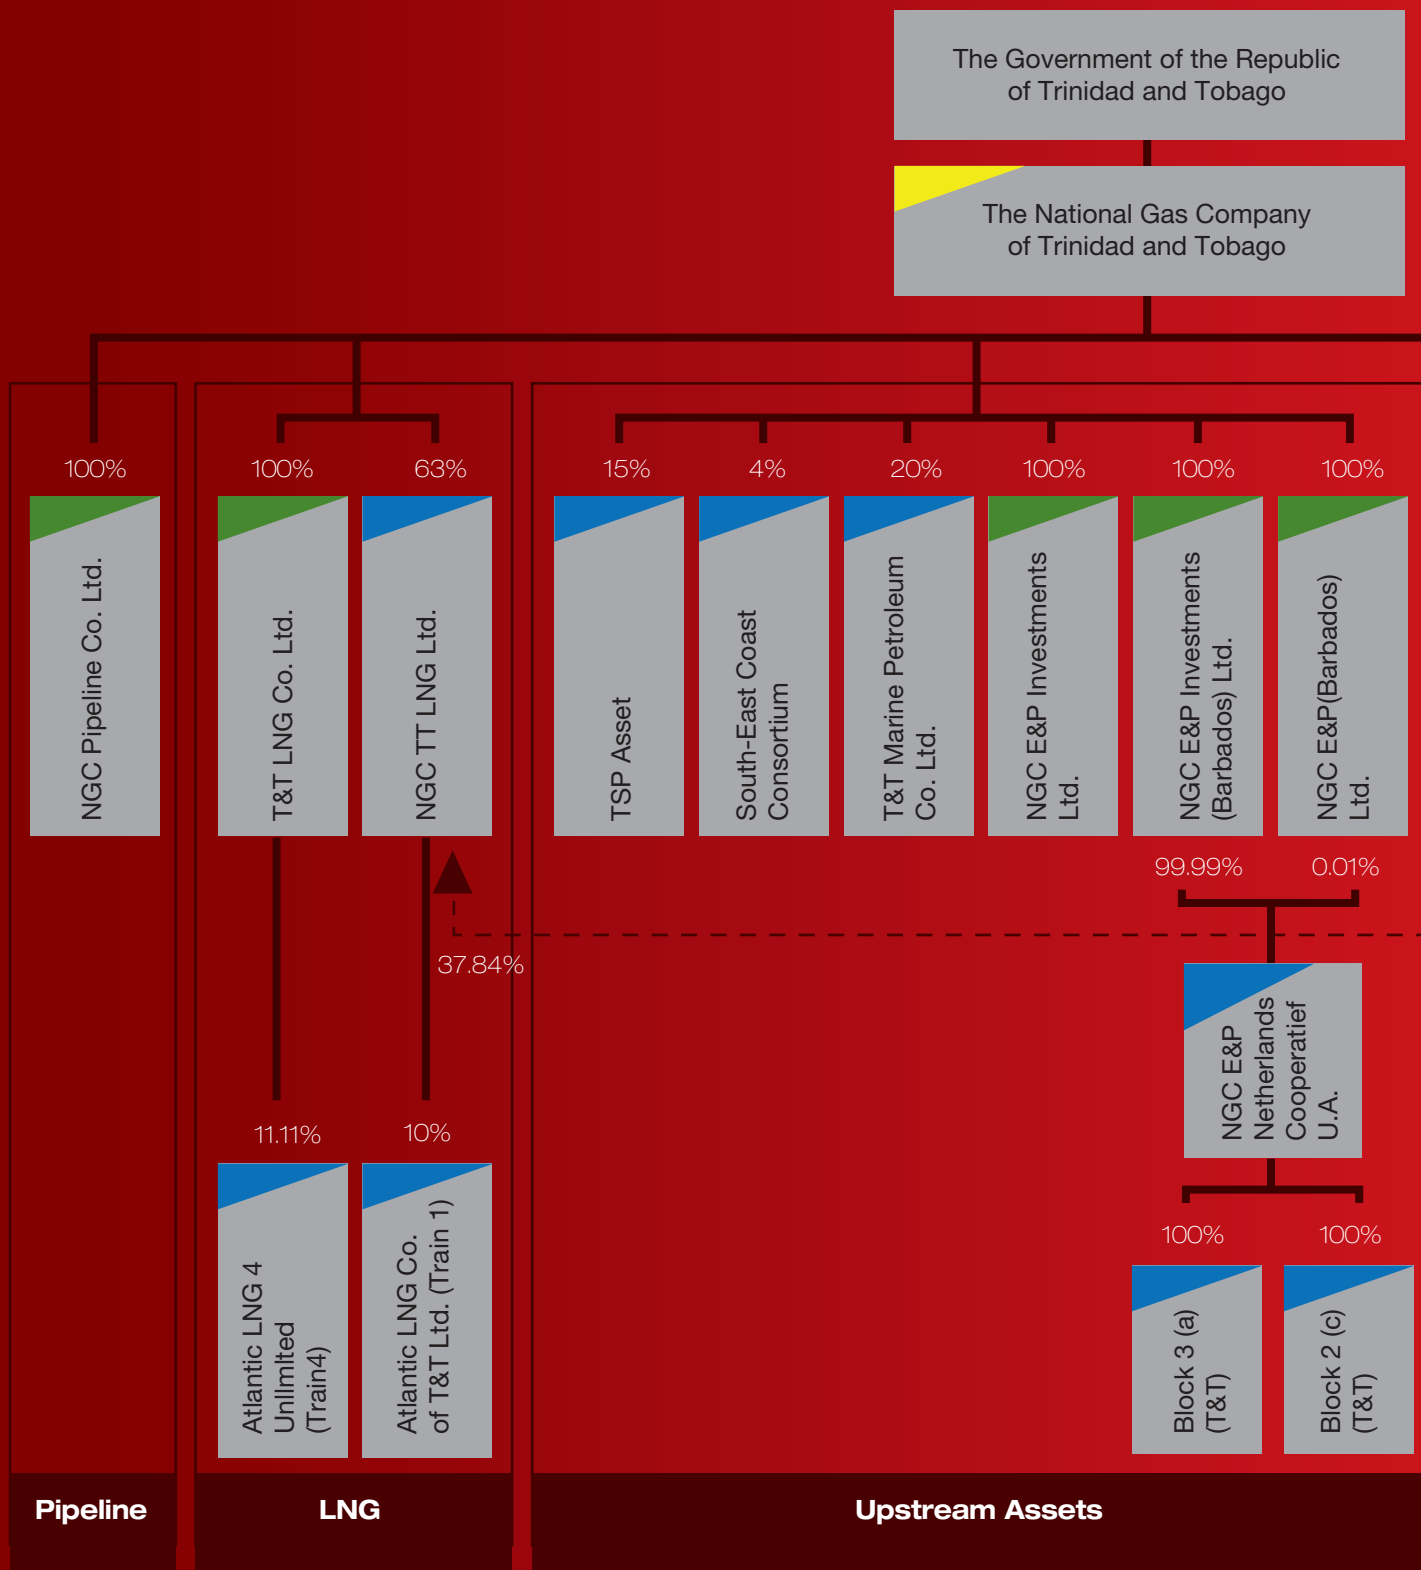 The Government of the Republic
of Trinidad and Tobago
The National Gas Company
of Trinidad and Tobago
100%
100%
63%
15%
4%
20%
100%
100%
100%
NGC Pipeline Co. Ltd.
T&T LNG Co. Ltd.
NGC TT LNG Ltd.
TSP Asset
South-East Coast
Consortium
T&T Marine Petroleum
Co. Ltd.
NGC E&P Investments
Ltd.
NGC E&P Investments
(Barbados) Ltd.
NGC E&P(Barbados)
Ltd.
99.99%
0.01%
37.84%
NGC E&P
Netherlands
Cooperatief
U.A.
11.11%
10%
100%
100%
Atlantic LNG 4
UnlImIted
(Train4)
Atlantic LNG Co.
of T&T Ltd. (Train 1)
Block 3 (a)
(T&T)
Block 2 (c)
(T&T)
Pipeline
LNG
Upstream Assets